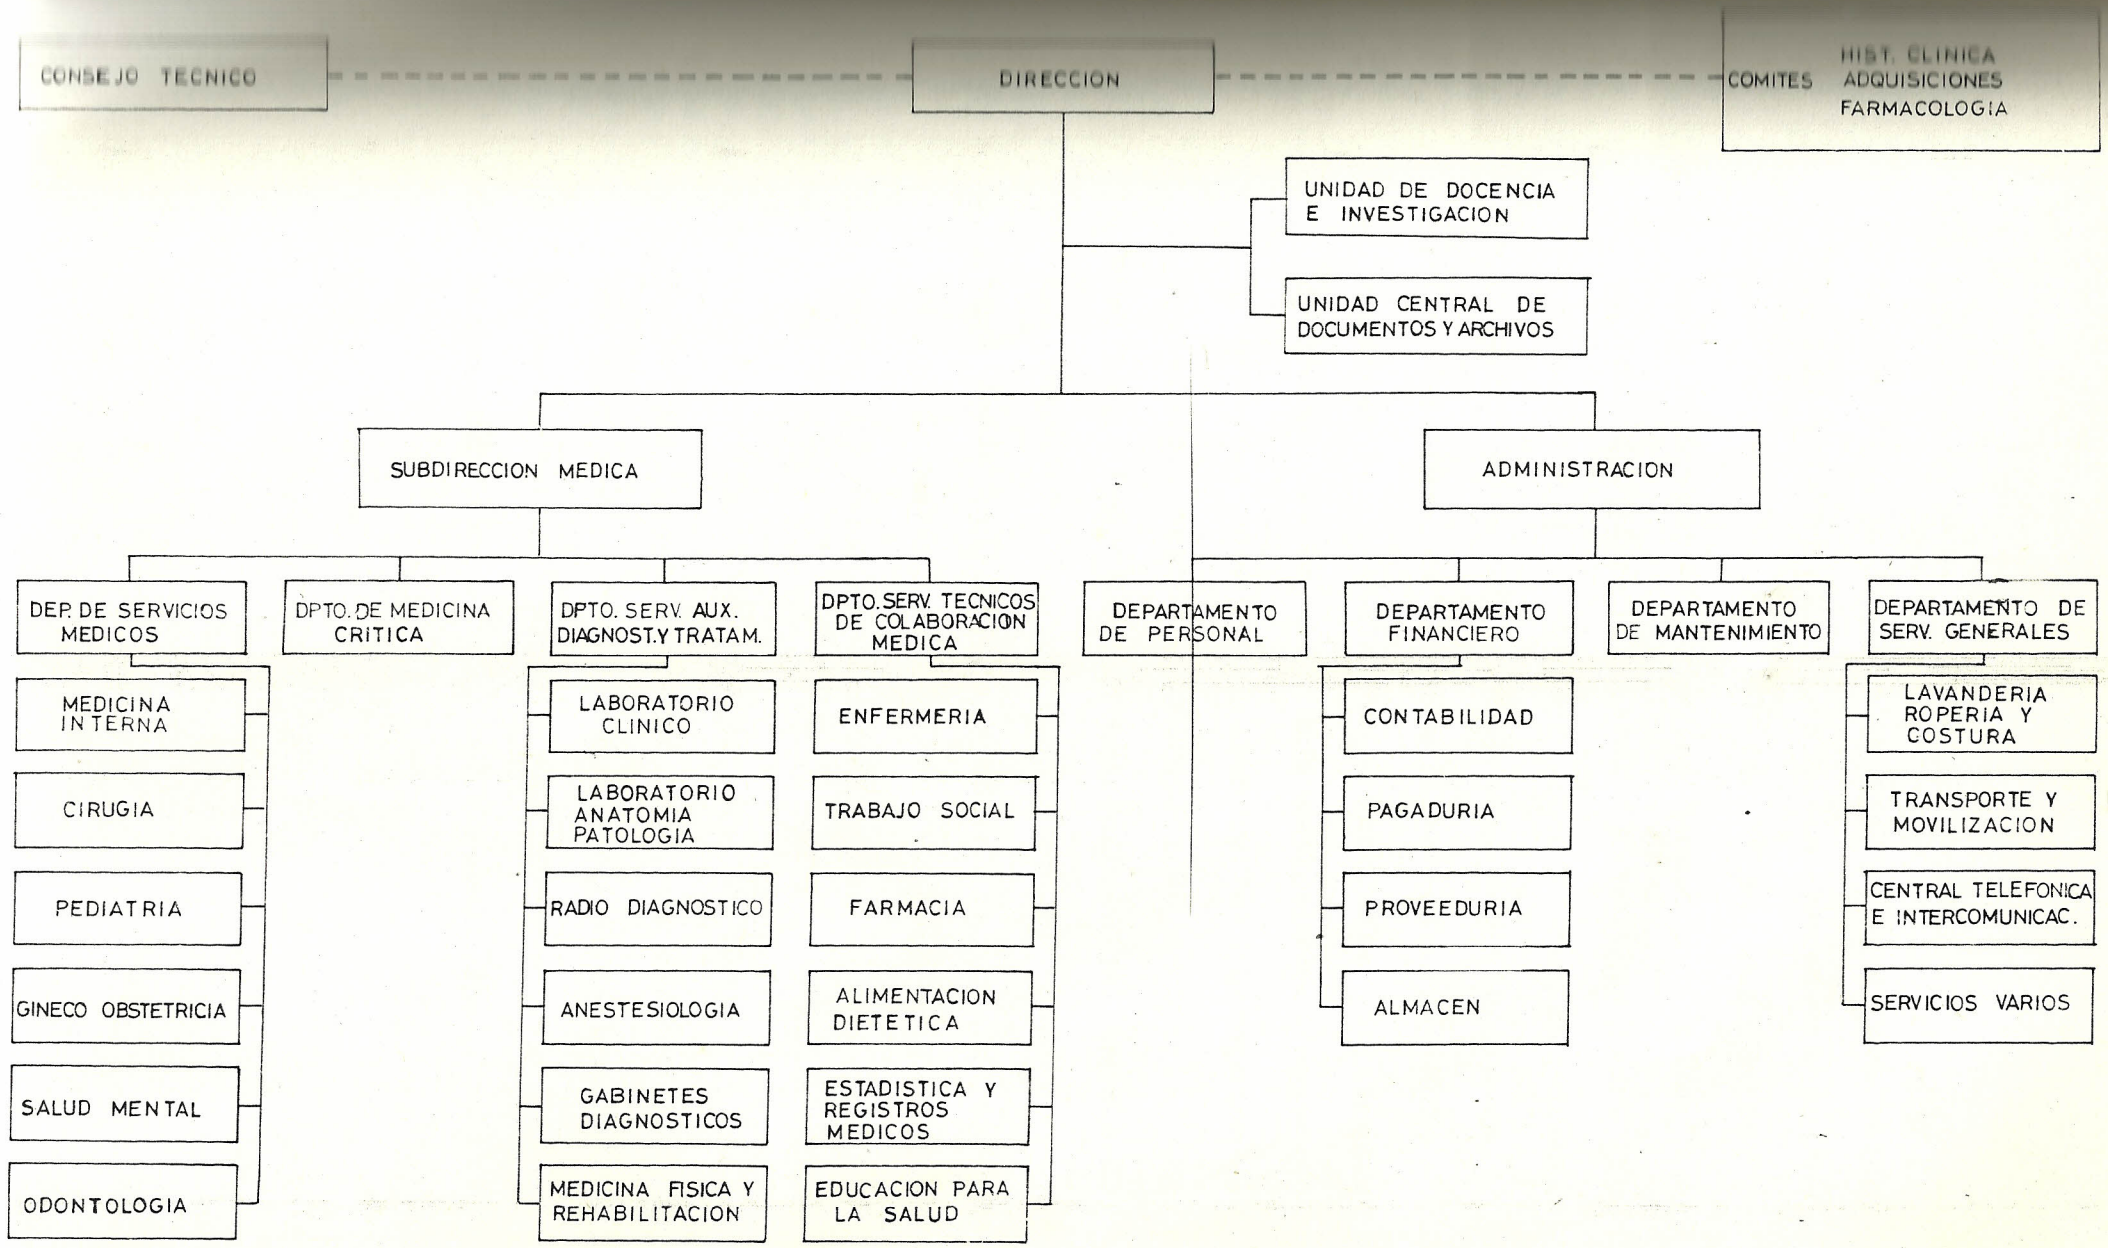 CONSEJO TECNICO
DIRECCION
HIST. CLINICA
COMITES ADQUISICIONES
FARMACOLOGIA
UNIDAD DE DOCENCIA
E INVESTIGACION
UNIDAD CENTRAL DE
DOCUMENTOS Y ARCHIVOS
SUBDIRECCION MEDICA
ADMINISTRACION
DEP. DE SERVICIOS
MEDICOS
DPTO. DE MEDICINA
CRITICA
DPTO. SERV. AUX.
DIAGNOST. Y TRATAM.
DPTO. SERV. TECNICOS
DE COLABORACION
MEDICA
DEPARTAMENTO
DE PERSONAL
DEPARTAMENTO
FINANCIERO
DEPARTAMENTO
DE MANTENIMIENTO
DEPARTAMENTO DE
SERV. GENERALES
MEDICINA
INTERNA
CIRUGIA
PEDIATRIA
GINECO OBSTETRICIA
SALUD MENTAL
ODONTOLOGIA
LABORATORIO
CLINICO
LABORATORIO
ANATOMIA
PATOLOGIA
RADIO DIAGNOSTICO
ANESTESIOLOGIA
GABINETES
DIAGNOSTICOS
MEDICINA FISICA Y
REHABILITACION
ENFERMERIA
TRABAJO SOCIAL
FARMACIA
ALIMENTACION
DIETETICA
ESTADISTICA Y
REGISTROS
MEDICOS
EDUCACION PARA
LA SALUD
CONTABILIDAD
PAGADURIA
PROVEEDURIA
ALMACEN
LAVANDERIA
ROPERIA Y
COSTURA
TRANSPORTE Y
MOVILIZACION
CENTRAL TELEFONICA
E INTERCOMUNICAC.
SERVICIOS VARIOS